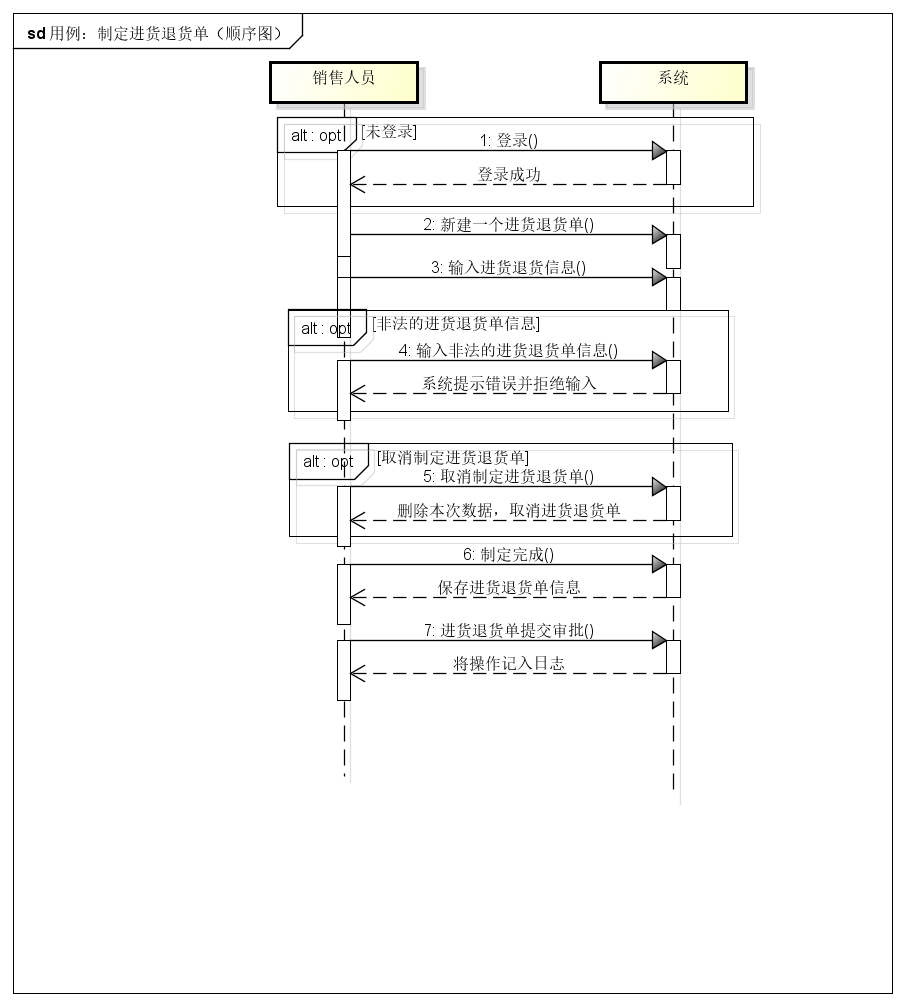 sd 用例：制定进货退货单（顺序图）
销售人员
系统
alt : opt
[未登录]
1: 登录()
登录成功
2: 新建一个进货退货单()
3: 输入进货退货信息()
alt : opt
[非法的进货退货单信息]
4: 输入非法的进货退货单信息()
系统提示错误并拒绝输入
alt : opt
[取消制定进货退货单]
5: 取消制定进货退货单()
删除本次数据，取消进货退货单
6: 制定完成()
保存进货退货单信息
7: 进货退货单提交审批()
将操作记入日志